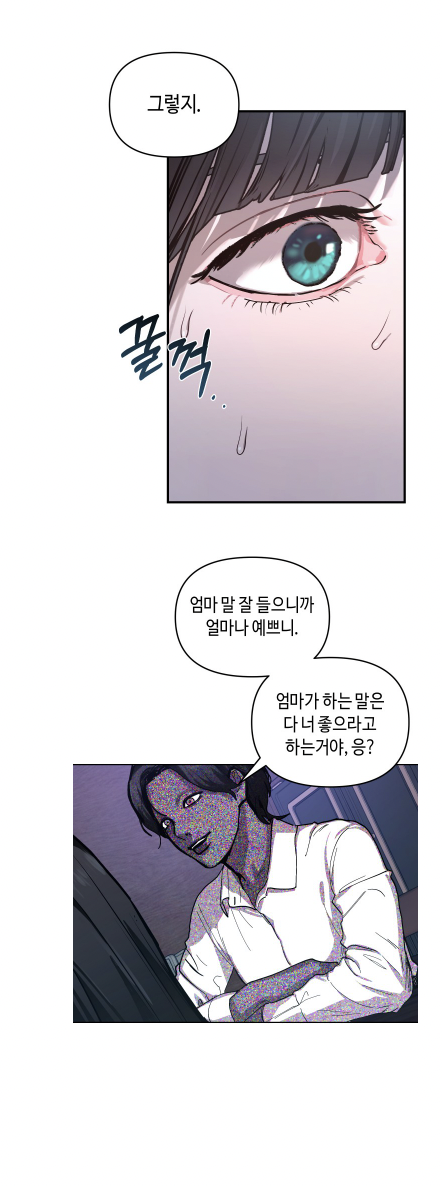 그렇지.
꿀꺽..
엄마 말 잘 들으니까
얼마나 예쁘니.
엄마가 하는 말은
다 너 좋으라고
하는거야, 응?